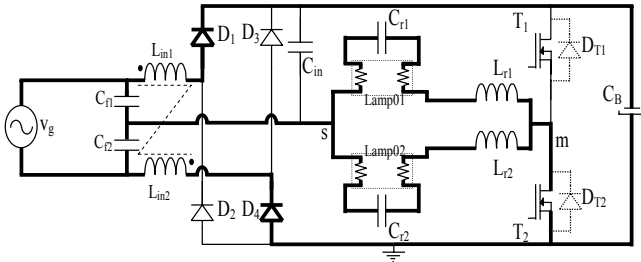 D1
D3
Cr1
T1
DT1
Lin1
Cin
Lr1
Cf1
Lamp01
CB
vg
s
m
Cf2
Lamp02
Lr2
Lin2
D2
D4
DT2
Cr2
T2